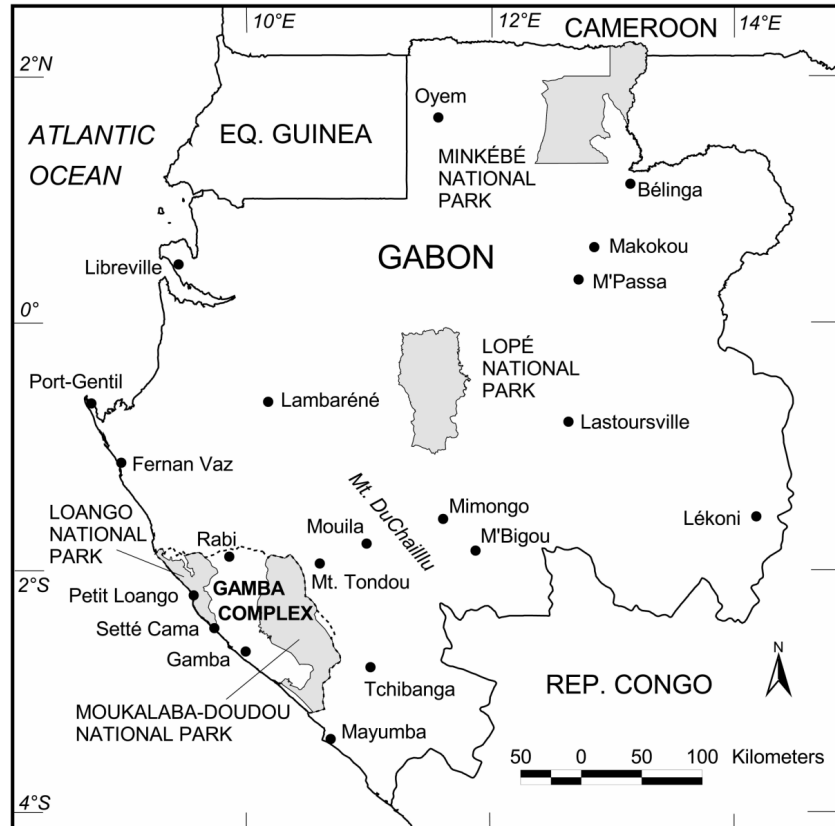 10°E
12°E
14°E
CAMEROON
2°N
Oyem
ATLANTIC
OCEAN
EQ. GUINEA
MINKÉBÉ
NATIONAL
PARK
Bélinga
Makokou
GABON
Libreville
M'Passa
0°
LOPÉ
NATIONAL
PARK
Port-Gentil
Lambaréné
Lastoursville
Fernan Vaz
Mt. DuChailllu
LOANGO
NATIONAL
PARK
Mimongo
Lékoni
Mouila
Rabi
M'Bigou
2°S
Mt. Tondou
GAMBA
COMPLEX
Petit Loango
Setté Cama
Gamba
N
Tchibanga
REP. CONGO
MOUKALABA-DOUDOU
NATIONAL PARK
Mayumba
50 0 50 100 Kilometers
4°S